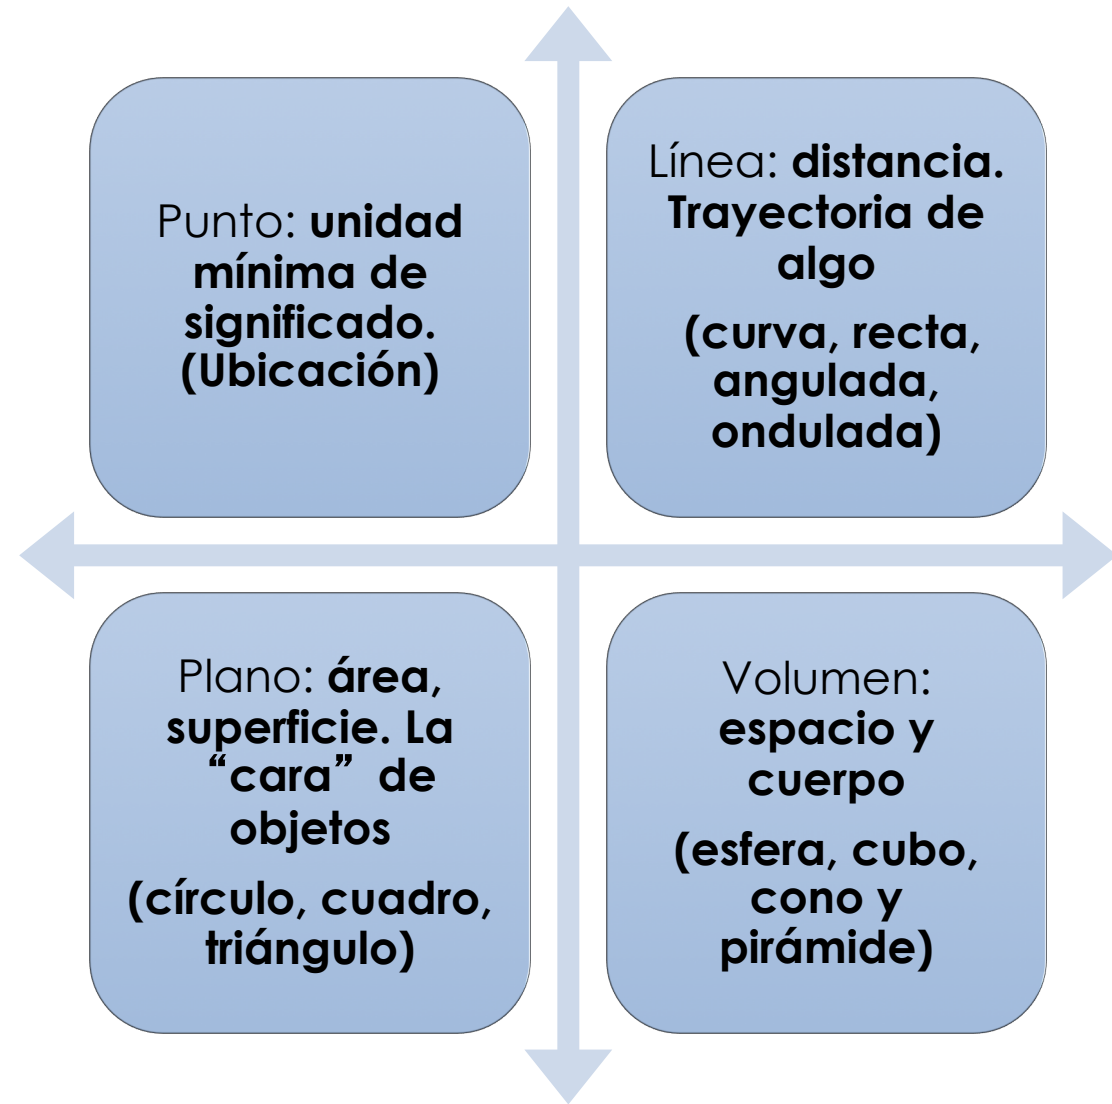 Punto: unidad
mínima de
significado.
(Ubicación)
Línea: distancia.
Trayectoria de
algo
(curva, recta,
angulada,
ondulada)
Plano: área,
superficie. La
“cara” de
objetos
(círculo, cuadro,
triángulo)
Volumen:
espacio y
cuerpo
(esfera, cubo,
cono y
pirámide)